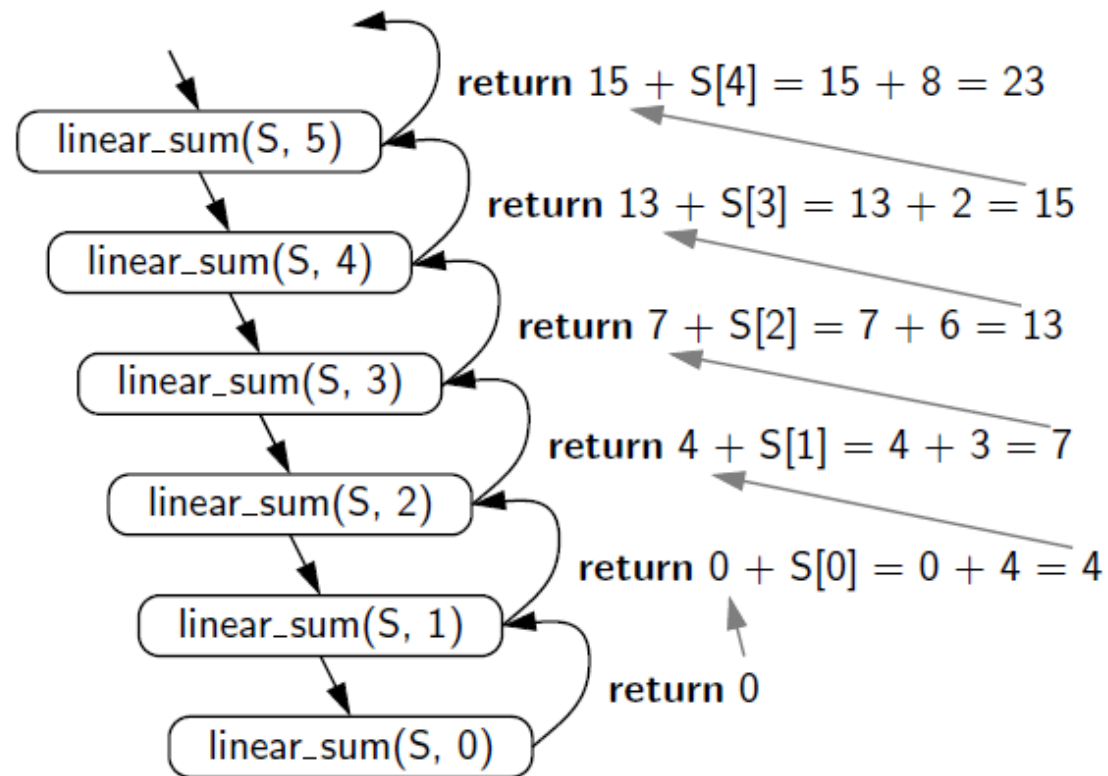 return 15 + S[4] = 15 + 8 = 23
linear_sum(S, 5)
return 13 + S[3] = 13 + 2 = 15
linear_sum(S, 4)
return 7 + S[2] = 7 + 6 = 13
linear_sum(S, 3)
return 4 + S[1] = 4 + 3 = 7
linear_sum(S, 2)
return 0 + S[0] = 0 + 4 = 4
linear_sum(S, 1)
return 0
linear_sum(S, 0)